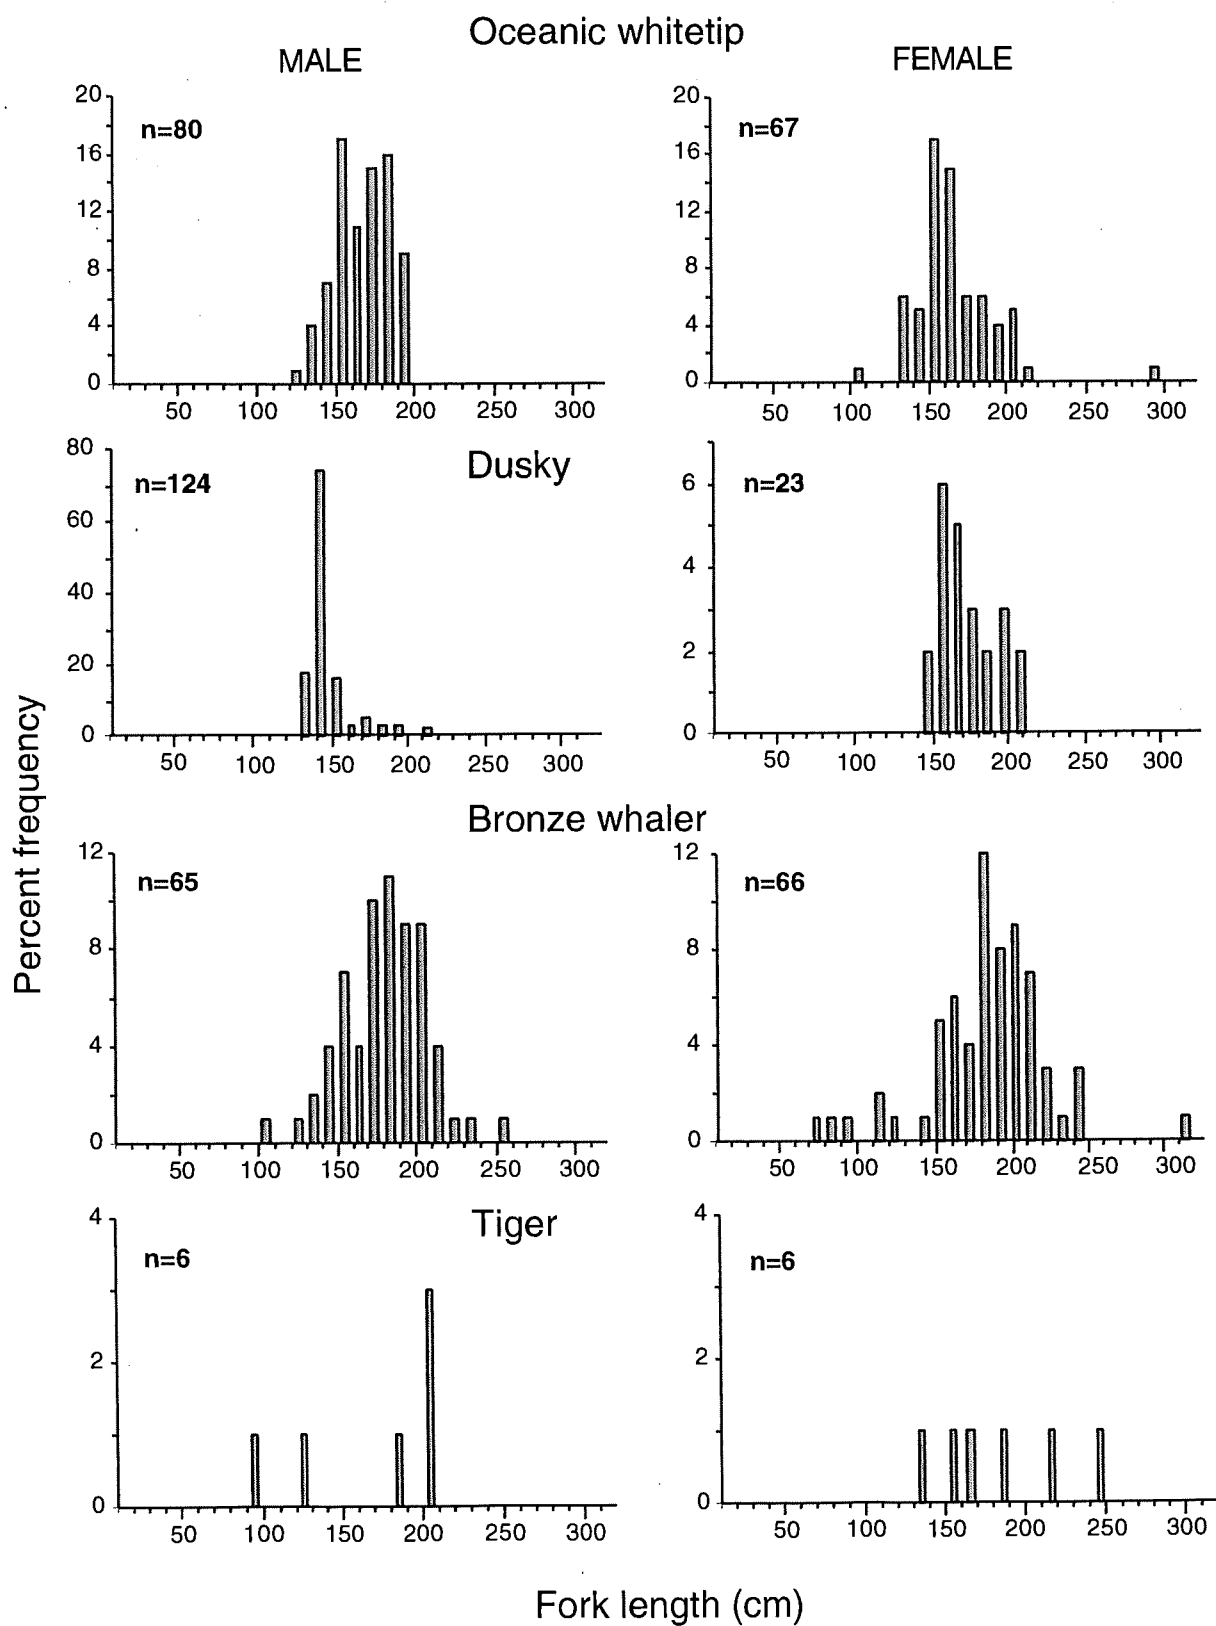 Oceanic whitetip
MALE
FEMALE
20
16
12
8
4
0
n=80
50 100 150 200 250 300
20
16
12
8
4
0
n=67
50 100 150 200 250 300
Dusky
80
60
40
20
0
n=124
50 100 150 200 250 300
6
4
2
0
n=23
50 100 150 200 250 300
Percent frequency
Bronze whaler
12
8
4
0
n=65
50 100 150 200 250 300
12
8
4
0
n=66
50 100 150 200 250 300
Tiger
4
2
0
n=6
50 100 150 200 250 300
4
2
0
n=6
50 100 150 200 250 300
Fork length (cm)